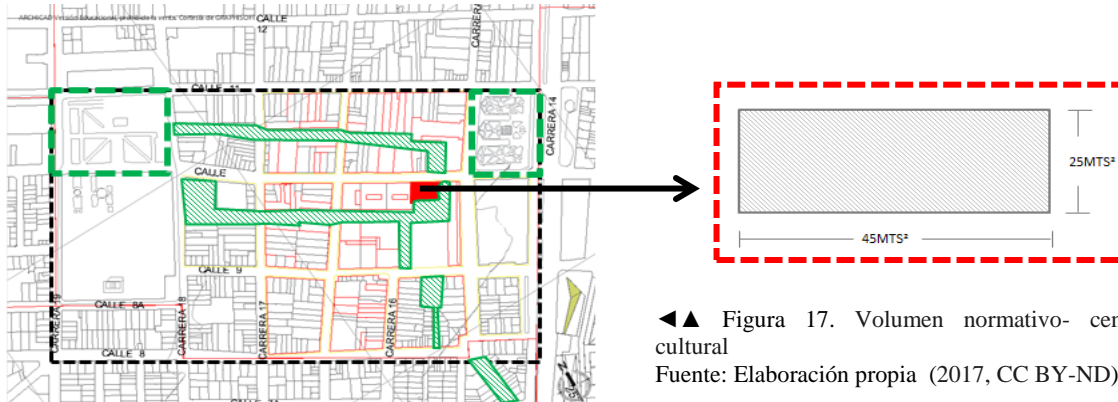 ARCHICAD Versión Educacional, prohibida la venta. Cortesía de GRAPHISOFT
CALLE
12
CARRERA
CALLE 11
CARRERA 14
CALLE
25MTS²
45MTS²
CALLE 9
CALLE 8A
CARRERA 19
CARRERA 18
CARRERA 17
CARRERA 16
CALLE 8
CALLE 7A
◄▲ Figura 17. Volumen normativo- cen
cultural
Fuente: Elaboración propia (2017, CC BY-ND)